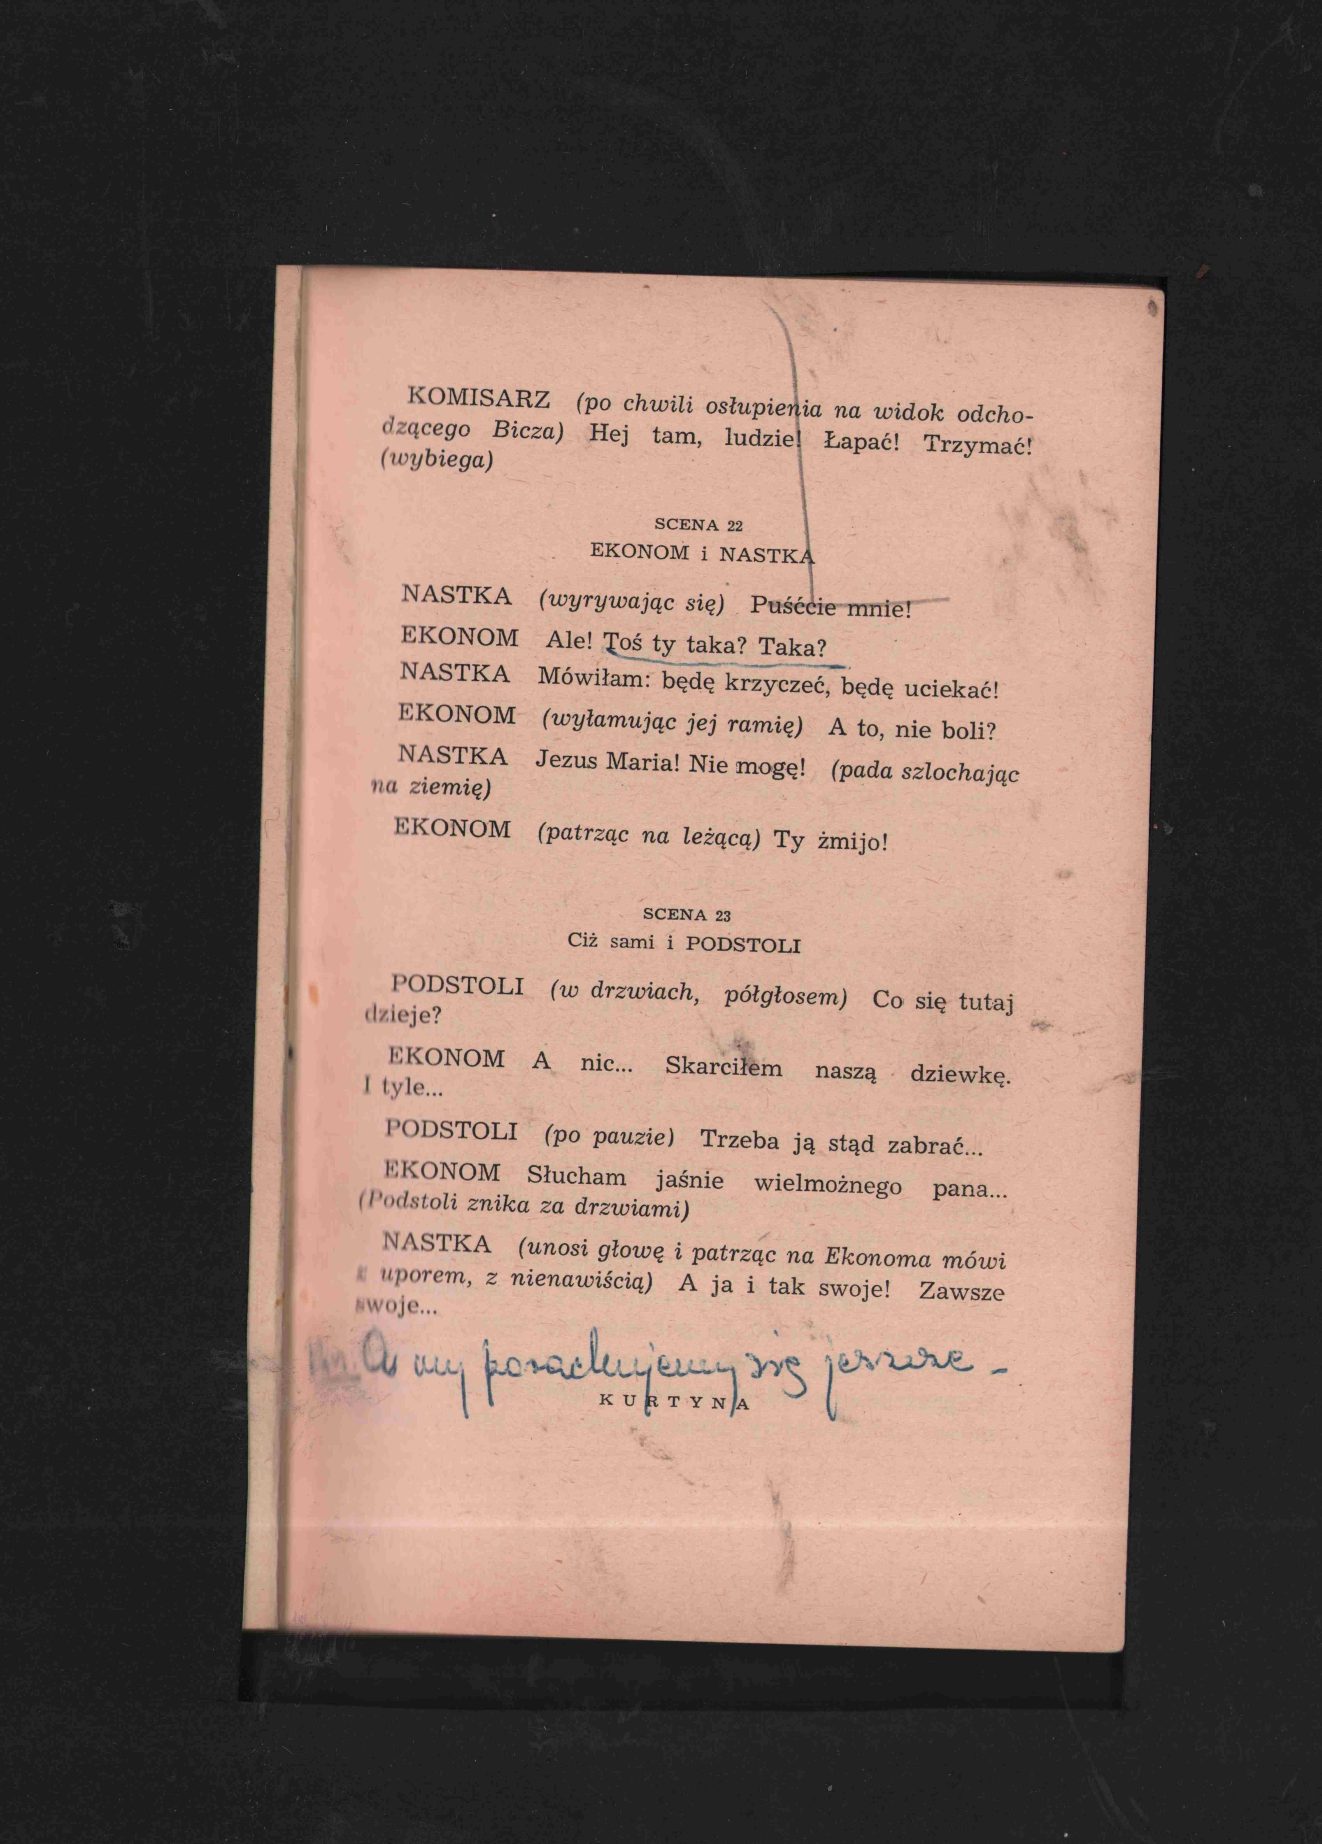 KOMISARZ (po chwili osłupienia na widok odcho-
dzącego Bicza) Hej tam, ludzie! Łapać! Trzymać!
(wybiega)
SCENA 22
EKONOM i NASTKA
NASTKA (wyrywając się) Puśćcie mnie!
EKONOM Ale! Toś ty taka? Taka?
NASTKA Mówiłam: będę krzyczeć, będę uciekać!
EKONOM (wyłamując jej ramię) A to, nie boli?
NASTKA Jezus Maria! Nie mogę! (pada szlochając
na ziemię)
EKONOM (patrząc na leżącą) Ty żmijo!
SCENA 23
Ciż sami i PODSTOLI
PODSTOLI (w drzwiach, półgłosem) Co się tutaj
dzieje?
EKONOM A nic... Skarciłem naszą dziewkę.
I tyle...
PODSTOLI (po pauzie) Trzeba ją stąd zabrać...
EKONOM Słucham jaśnie wielmożnego pana...
(Podstoli znika za drzwiami)
NASTKA (unosi głowę i patrząc na Ekonoma mówi
z uporem, z nienawiścią) A ja i tak swoje! Zawsze
swoje...
A my porachujemy się jeszcze –
KURTYNA